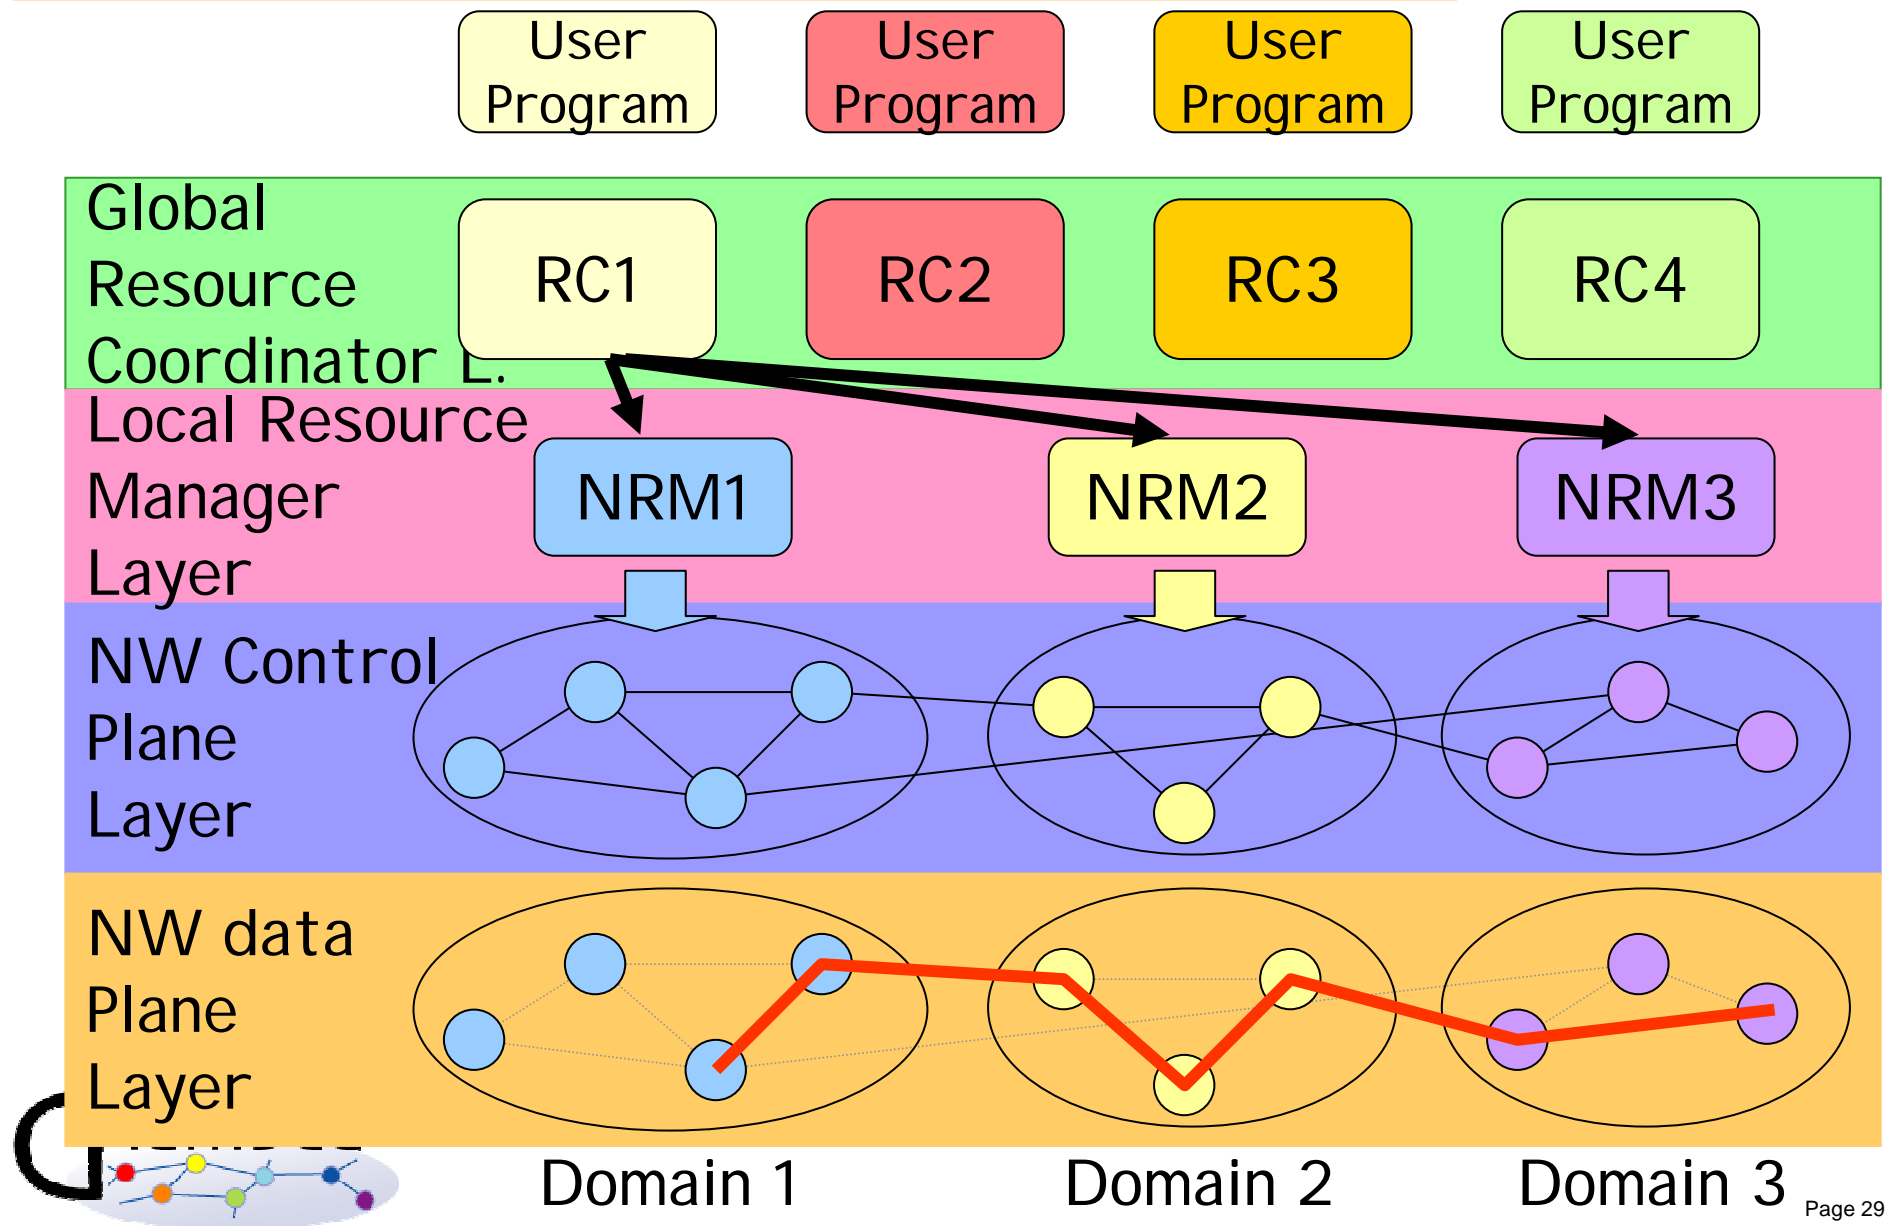 User
Program
User
Program
User
Program
User
Program
Global
Resource
Coordinator L.
RC1
RC2
RC3
RC4
Local Resource
Manager
Layer
NRM1
NRM2
NRM3
NW Control
Plane
Layer
NW data
Plane
Layer
Domain 1
Domain 2
Domain 3
Page 29